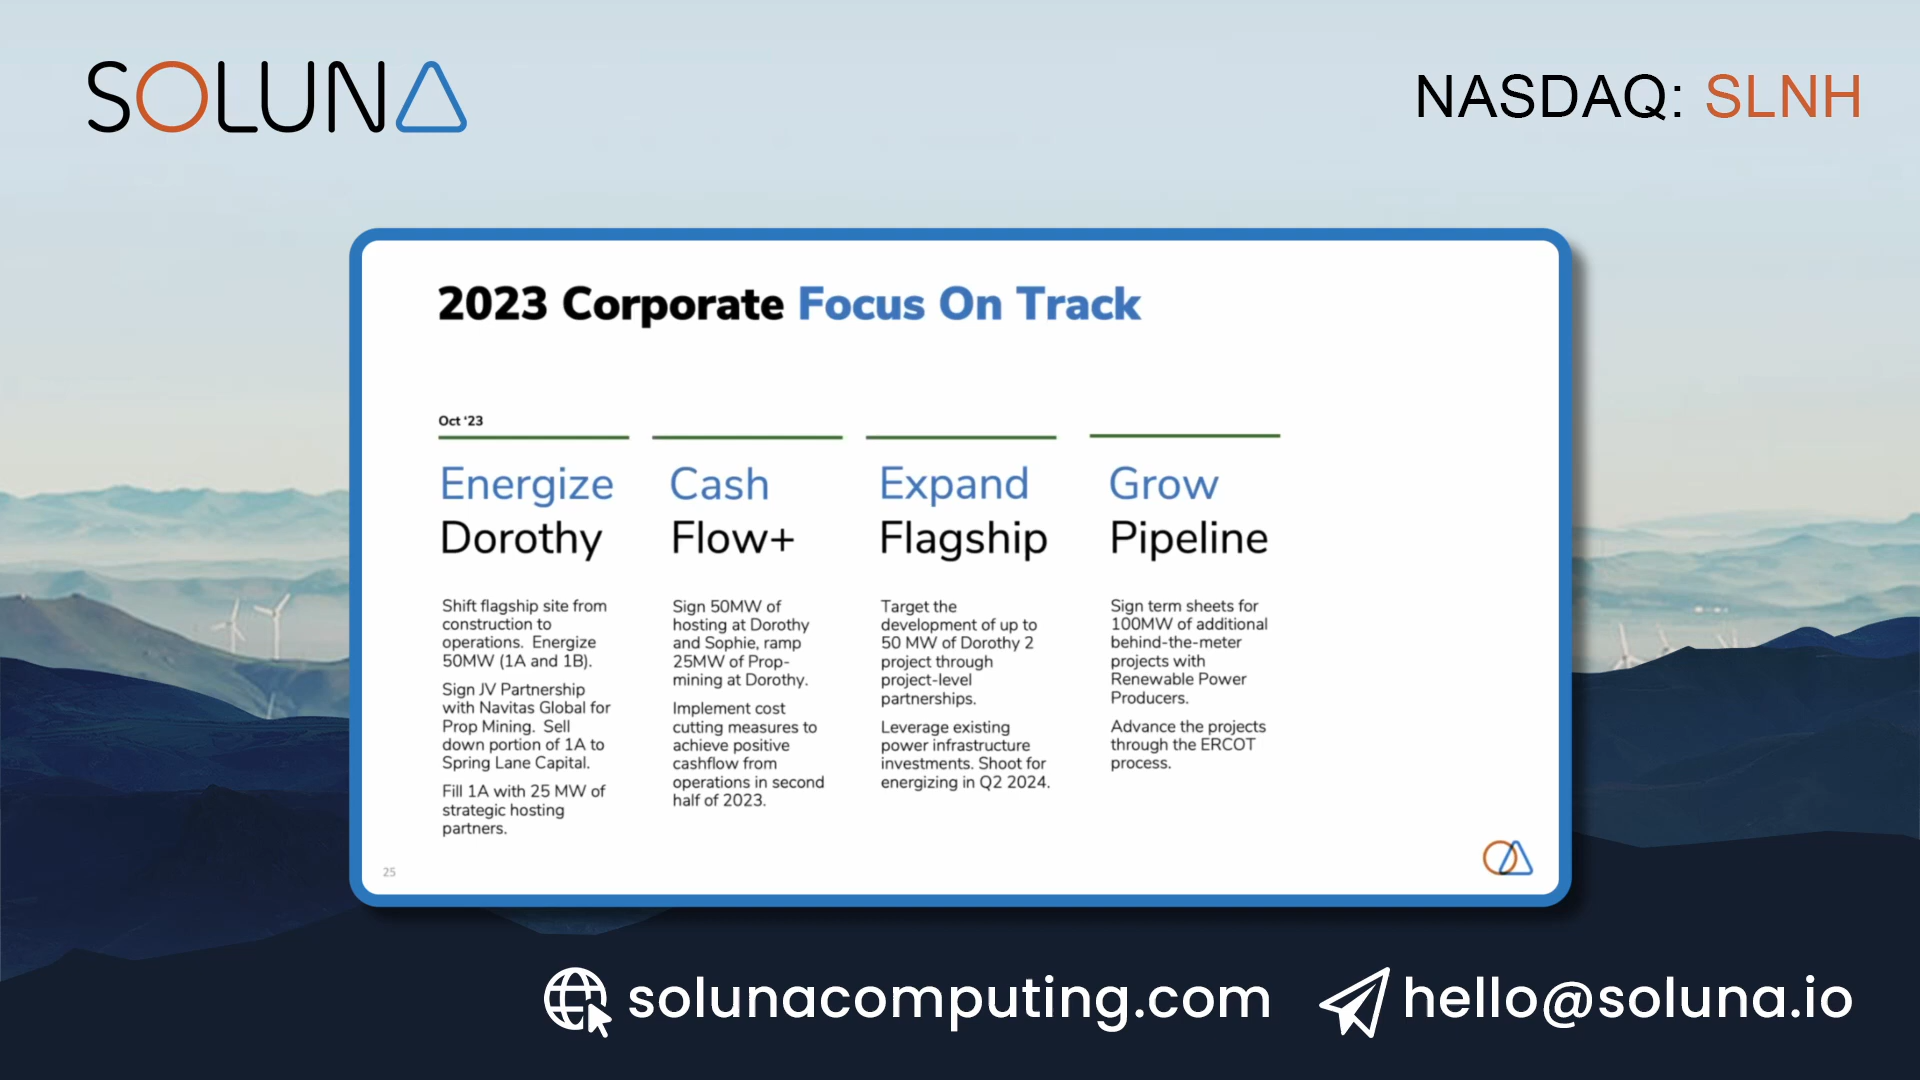 SOLUNA
NASDAQ: SLNH
2023 Corporate Focus On Track
Oct ‘23
Energize
Dorothy
Shift flagship site from
construction to
operations. Energize
50MW (1A and 1B).
Sign JV Partnership
with Navitas Global for
Prop Mining. Sell
down portion of 1A to
Spring Lane Capital.
Fill 1A with 25 MW of
strategic hosting
partners.
Cash
Flow+
Sign 50MW of
hosting at Dorothy
and Sophie, ramp
25MW of Prop-
mining at Dorothy.
Implement cost
cutting measures to
achieve positive
cashflow from
operations in second
half of 2023.
Expand
Flagship
Target the
development of up to
50 MW of Dorothy 2
project through
project-level
partnerships.
Leverage existing
power infrastructure
investments. Shoot for
energizing in Q2 2024.
Grow
Pipeline
Sign term sheets for
100MW of additional
behind-the-meter
projects with
Renewable Power
Producers.
Advance the projects
through the ERCOT
process.
25
solunacomputing.com
hello@soluna.io